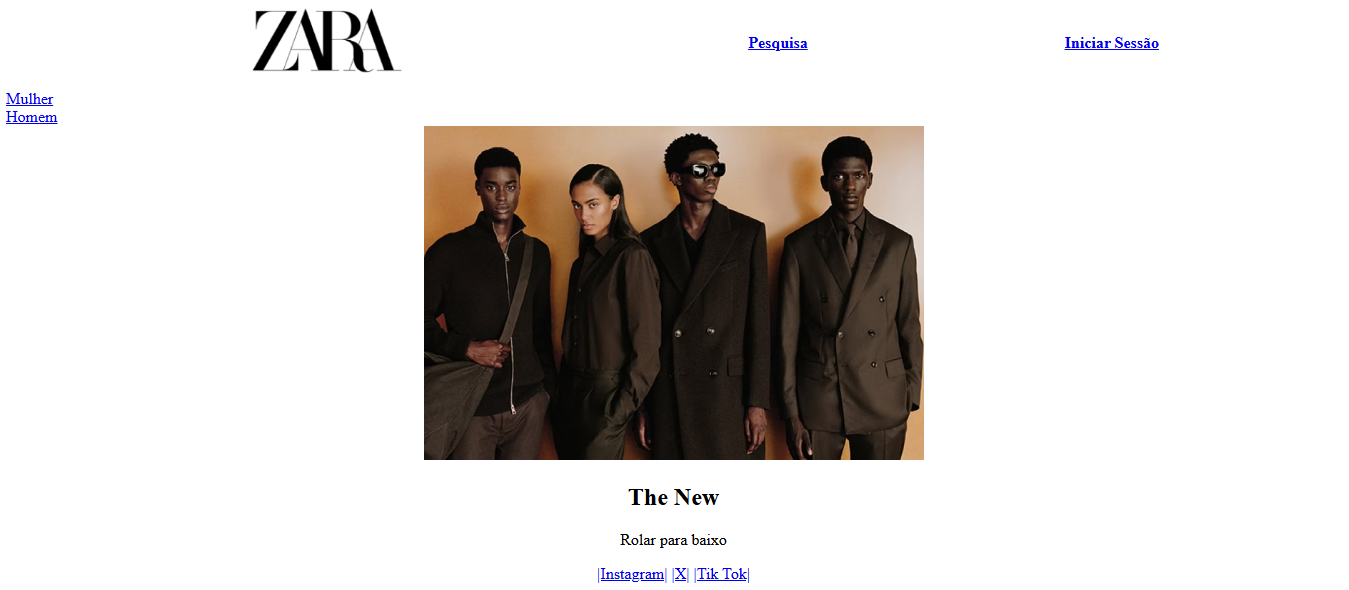 ZARA
Pesquisa
Iniciar Sessão
Mulher
Homem
The New
Rolar para baixo
|Instagram| |X| |Tik Tok|